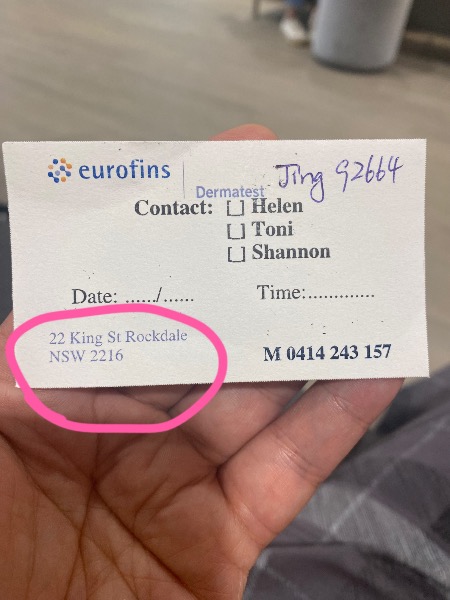 eurofins
Dermatest
Jing 92664
Contact: Helen
Toni
Shannon
Date: ....../......
Time:.............
22 King St Rockdale
NSW 2216
M 0414 243 157